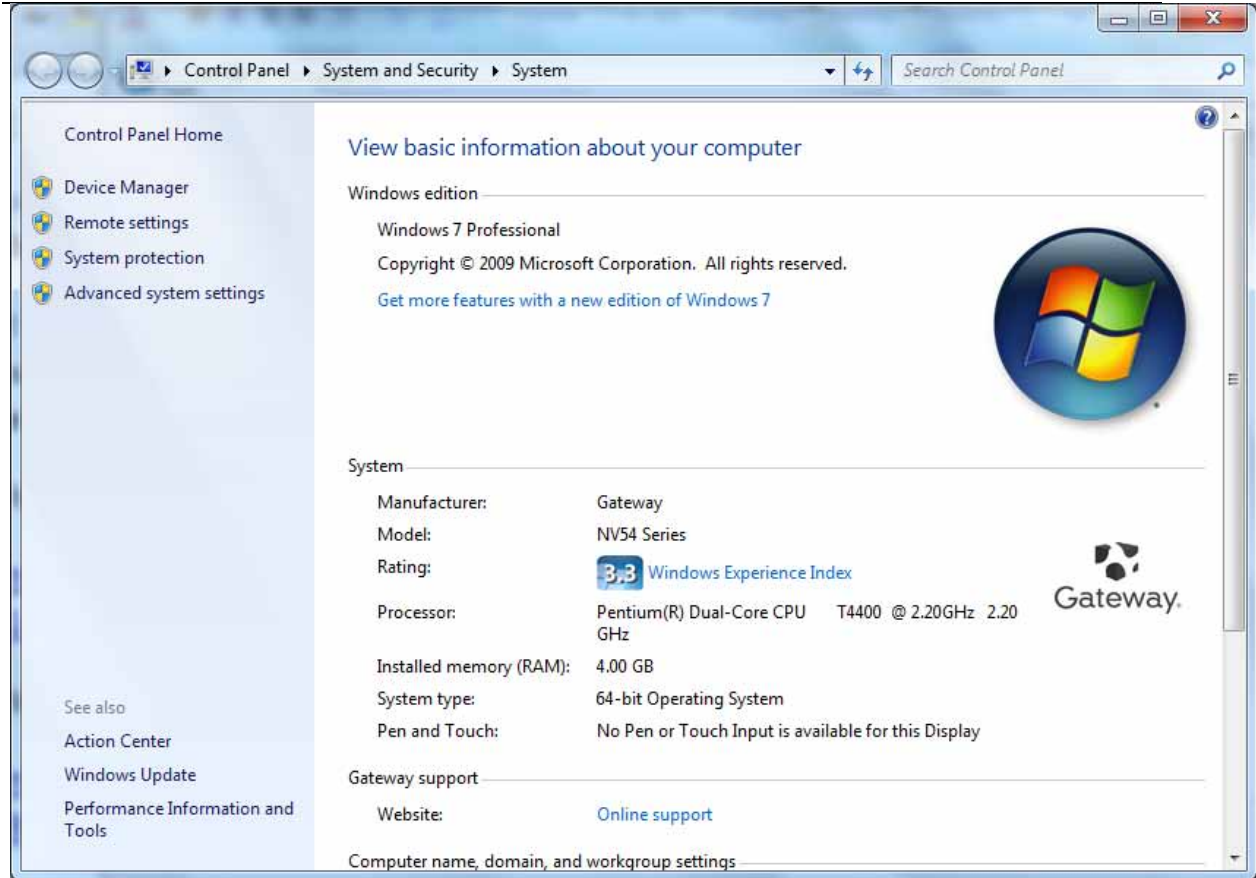 Control Panel ▸ System and Security ▸ System
Search Control Panel
Control Panel Home
Device Manager
Remote settings
System protection
Advanced system settings
See also
Action Center
Windows Update
Performance Information and
Tools
View basic information about your computer
Windows edition
Windows 7 Professional
Copyright © 2009 Microsoft Corporation. All rights reserved.
Get more features with a new edition of Windows 7
System
Manufacturer: Gateway
Model: NV54 Series
Rating: 3.3 Windows Experience Index
Processor: Pentium(R) Dual-Core CPU T4400 @ 2.20GHz 2.20
GHz
Installed memory (RAM): 4.00 GB
System type: 64-bit Operating System
Pen and Touch: No Pen or Touch Input is available for this Display
Gateway.
Gateway support
Website: Online support
Computer name, domain, and workgroup settings